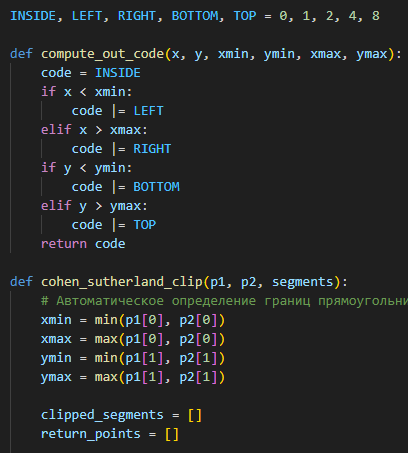 INSIDE, LEFT, RIGHT, BOTTOM, TOP = 0, 1, 2, 4, 8
def compute_out_code(x, y, xmin, ymin, xmax, ymax):
    code = INSIDE
    if x < xmin:
        code |= LEFT
    elif x > xmax:
        code |= RIGHT
    if y < ymin:
        code |= BOTTOM
    elif y > ymax:
        code |= TOP
    return code
def cohen_sutherland_clip(p1, p2, segments):
    # Автоматическое определение границ прямоугольни
    xmin = min(p1[0], p2[0])
    xmax = max(p1[0], p2[0])
    ymin = min(p1[1], p2[1])
    ymax = max(p1[1], p2[1])
    clipped_segments = []
    return_points = []